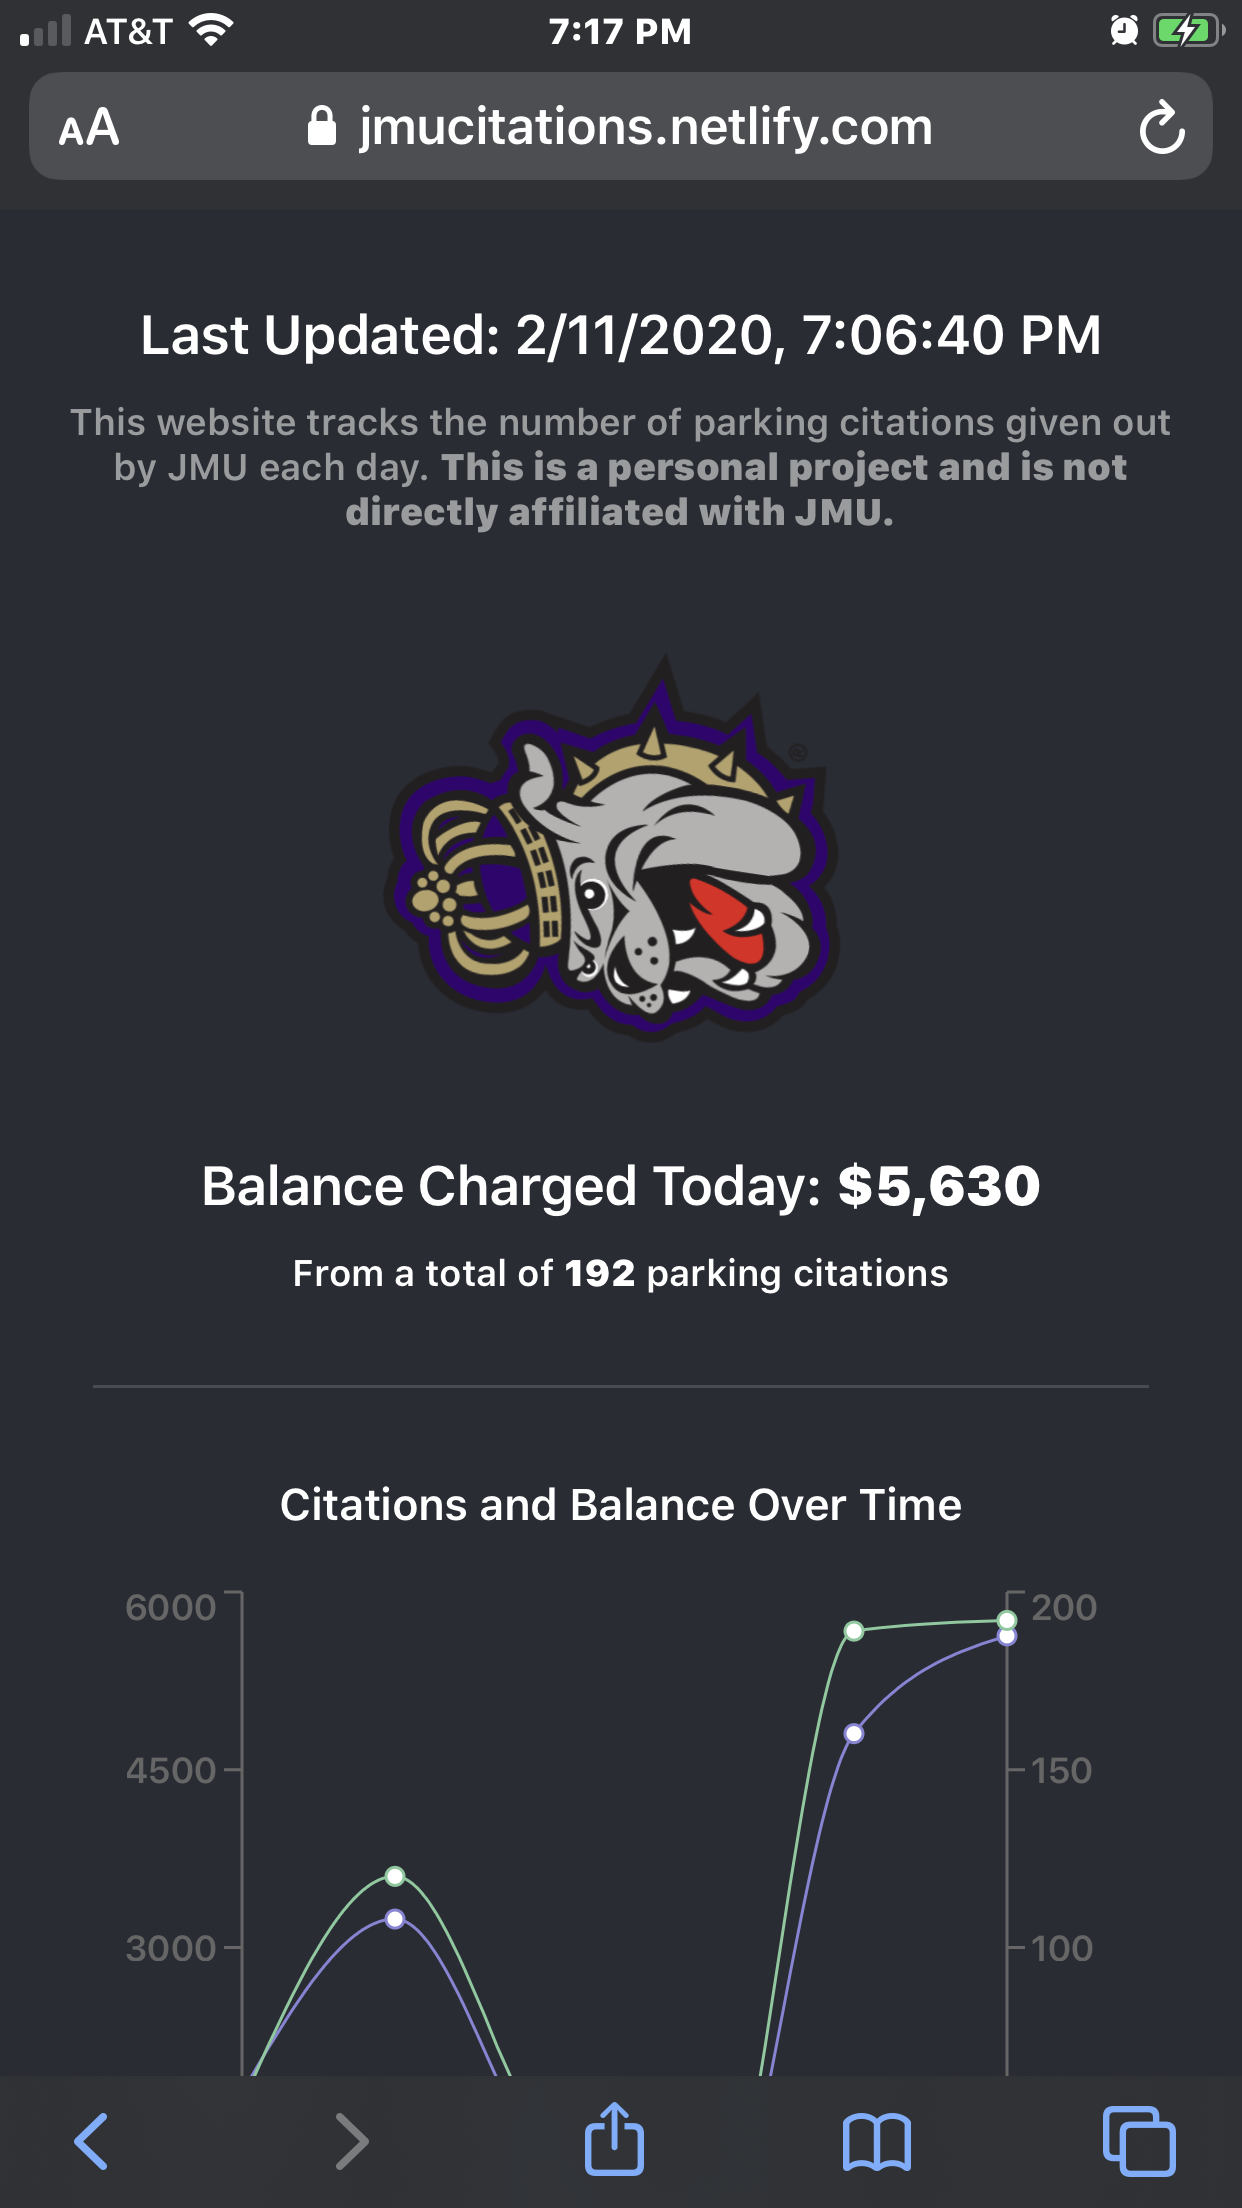 AT&T 7:17 PM
AA jmucitations.netlify.com
Last Updated: 2/11/2020, 7:06:40 PM
This website tracks the number of parking citations given out
by JMU each day. This is a personal project and is not
directly affiliated with JMU.
®
Balance Charged Today: $5,630
From a total of 192 parking citations
Citations and Balance Over Time
6000 200
4500 150
3000 100